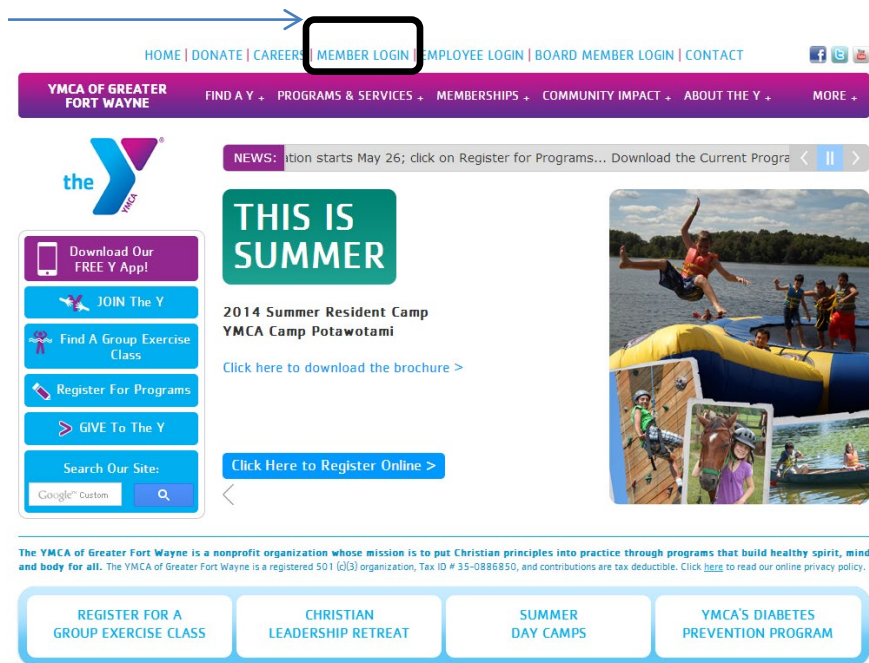 HOME | DONATE | CAREERS | MEMBER LOGIN | EMPLOYEE LOGIN | BOARD MEMBER LOGIN | CONTACT
YMCA OF GREATER
FORT WAYNE
FIND A Y + PROGRAMS & SERVICES + MEMBERSHIPS + COMMUNITY IMPACT + ABOUT THE Y + MORE +
the
YMCA
NEWS: ation starts May 26; click on Register for Programs... Download the Current Progra
THIS IS
SUMMER
2014 Summer Resident Camp
YMCA Camp Potawotami
Click here to download the brochure >
Click Here to Register Online >
Download Our
FREE Y App!
JOIN The Y
Find A Group Exercise
Class
Register For Programs
GIVE To The Y
Search Our Site:
Google™ Custom
The YMCA of Greater Fort Wayne is a nonprofit organization whose mission is to put Christian principles into practice through programs that build healthy spirit, mind
and body for all. The YMCA of Greater Fort Wayne is a registered 501 (c)(3) organization, Tax ID # 35-0886850, and contributions are tax deductible. Click here to read our online privacy policy.
REGISTER FOR A
GROUP EXERCISE CLASS
CHRISTIAN
LEADERSHIP RETREAT
SUMMER
DAY CAMPS
YMCA'S DIABETES
PREVENTION PROGRAM